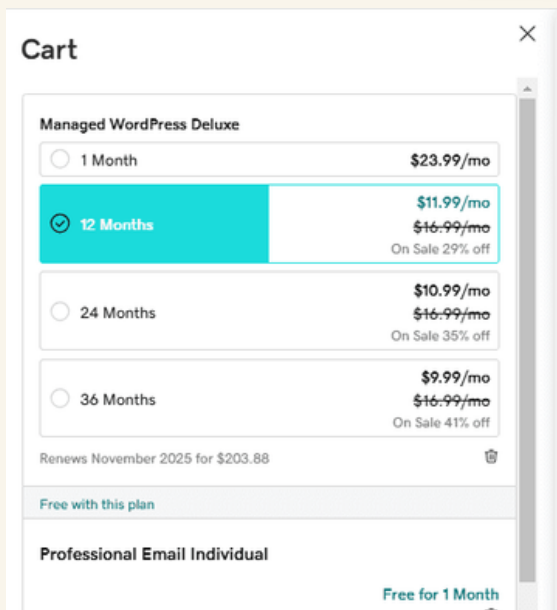 Cart
Managed WordPress Deluxe
1 Month $23.99/mo
$11.99/mo
12 Months $16.99/mo
On Sale 29% off
$10.99/mo
24 Months $16.99/mo
On Sale 35% off
$9.99/mo
36 Months $16.99/mo
On Sale 41% off
Renews November 2025 for $203.88
Free with this plan
Professional Email Individual
Free for 1 Month